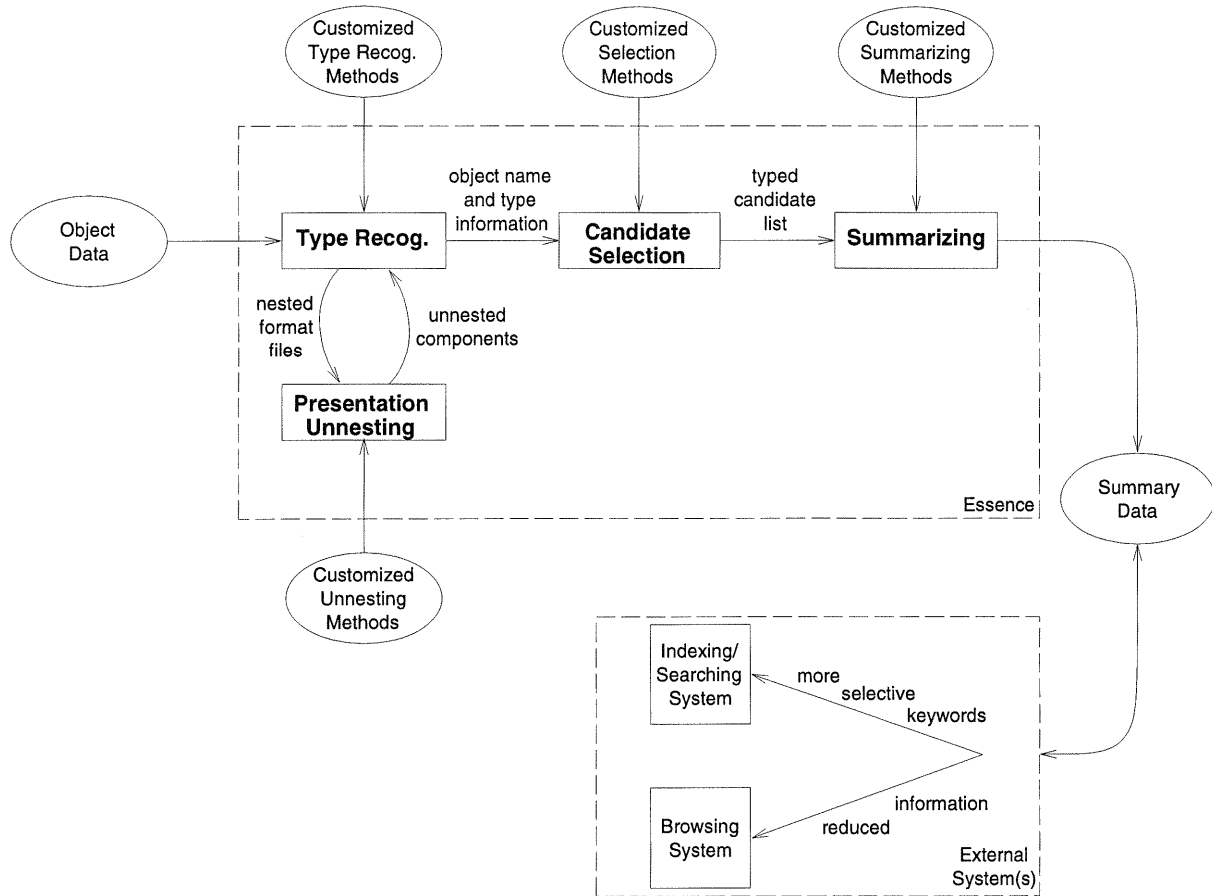 Customized
Type Recog.
Methods
Customized
Selection
Methods
Customized
Summarizing
Methods
object name
and type
information
typed
candidate
list
Object
Data
Type Recog.
Candidate
Selection
Summarizing
nested
format
files
unnested
components
Presentation
Unnesting
Essence
Summary
Data
Customized
Unnesting
Methods
Indexing/
Searching
System
more
selective
keywords
information
reduced
Browsing
System
External
System(s)